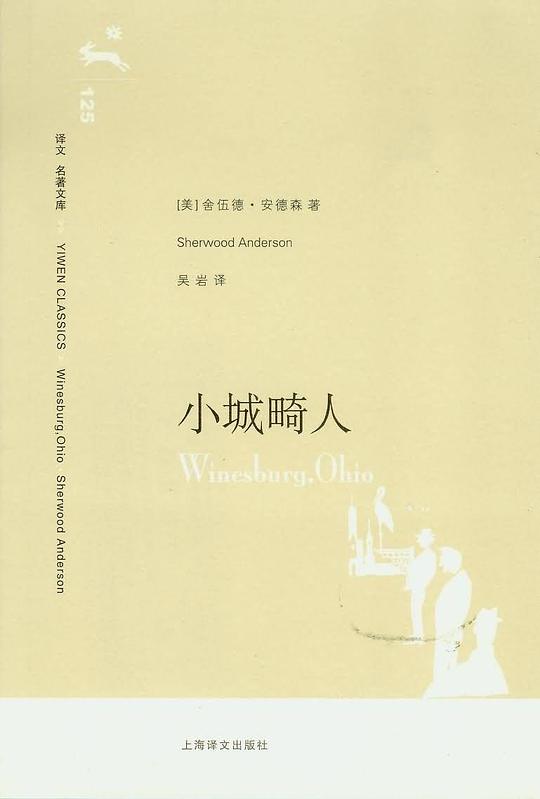 125
译文 名著文库
YIWEN CLASSICS · Winesburg,Ohio · Sherwood Anderson
[美]舍伍德·安德森 著
Sherwood Anderson
吴岩 译
小城畸人
Winesburg,Ohio
上海译文出版社